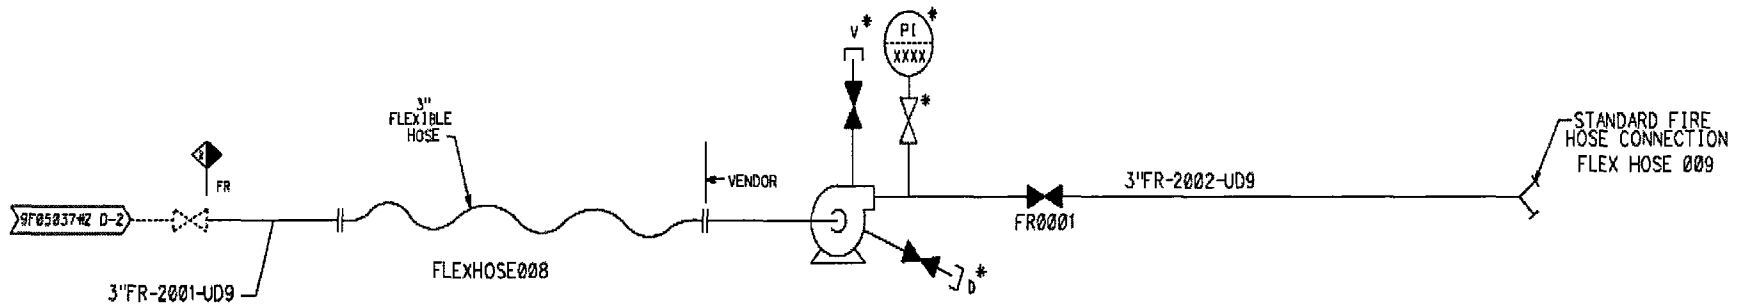 V*
*
PI
XXXX
*
3"
FLEXIBLE
HOSE
STANDARD FIRE
HOSE CONNECTION
FLEX HOSE 009
FR
VENDOR
3"FR-2002-UD9
9F05037#2 D-2
FR0001
FLEXHOSE008
D*
3"FR-2001-UD9